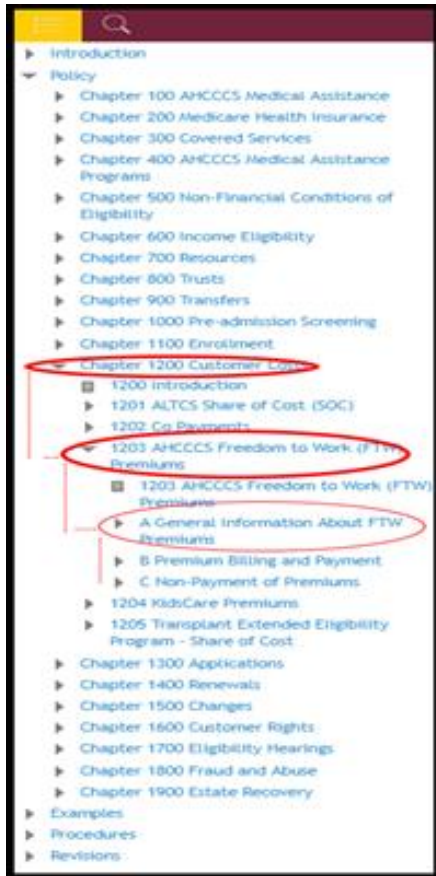 Introduction
Policy
Chapter 100 AHCCCS Medical Assistance
Chapter 200 Medicare Health Insurance
Chapter 300 Covered Services
Chapter 400 AHCCCS Medical Assistance
Programs
Chapter 500 Non-Financial Conditions of
Eligibility
Chapter 600 Income Eligibility
Chapter 700 Resources
Chapter 800 Trusts
Chapter 900 Transfers
Chapter 1000 Pre-admission Screening
Chapter 1100 Enrollment
Chapter 1200 Customer Costs
1200 Introduction
1201 ALTCS Share of Cost (SOC)
1202 Co Payments
1203 AHCCCS Freedom to Work (FTW)
Premiums
1203 AHCCCS Freedom to Work (FTW)
Premiums
A General Information About FTW
Premiums
B Premium Billing and Payment
C Non-Payment of Premiums
1204 KidsCare Premiums
1205 Transplant Extended Eligibility
Program - Share of Cost
Chapter 1300 Applications
Chapter 1400 Renewals
Chapter 1500 Changes
Chapter 1600 Customer Rights
Chapter 1700 Eligibility Hearings
Chapter 1800 Fraud and Abuse
Chapter 1900 Estate Recovery
Examples
Procedures
Revisions